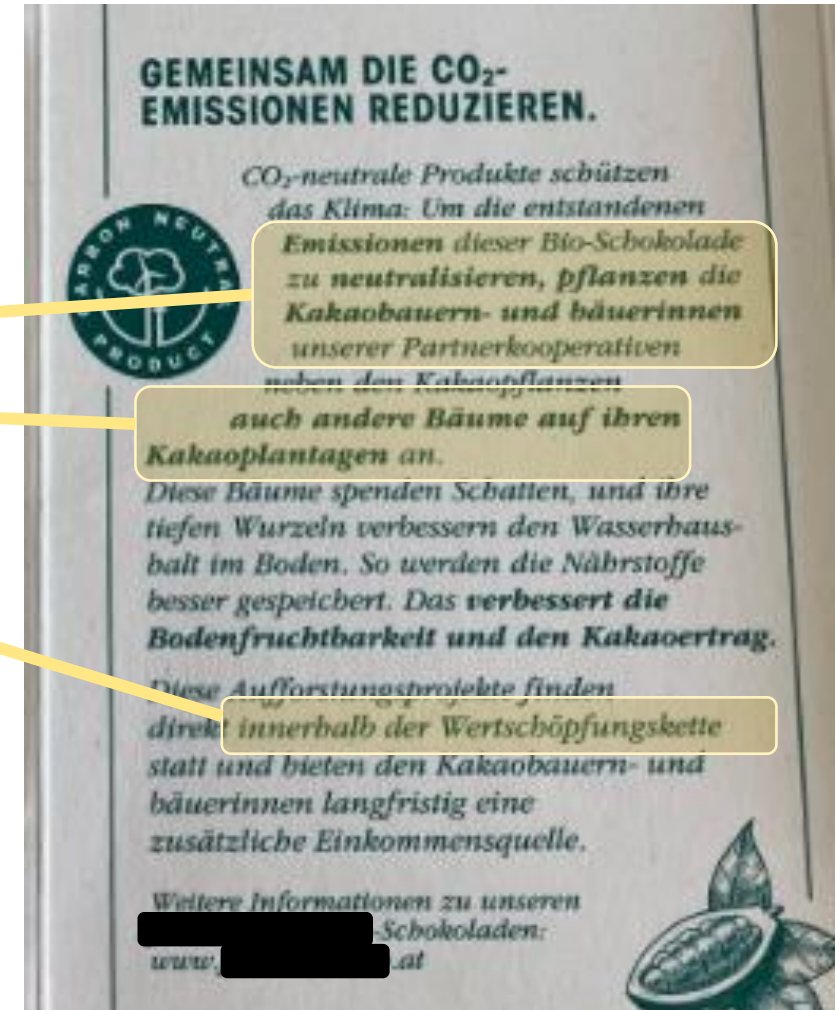 GEMEINSAM DIE CO₂-
EMISSIONEN REDUZIEREN.
CO₂-neutrale Produkte schützen
das Klima: Um die entstandenen
Emissionen dieser Bio-Schokolade
zu neutralisieren, pflanzen die
Kakaobauern- und bäuerinnen
unserer Partnerkooperativen
neben den Kakaopflanzen
auch andere Bäume auf ihren
Kakaoplantagen an.
CARBON NEUTRAL
PRODUCT
Diese Bäume spenden Schatten, und ihre
tiefen Wurzeln verbessern den Wasserhaus-
halt im Boden. So werden die Nährstoffe
besser gespeichert. Das verbessert die
Bodenfruchtbarkeit und den Kakaoertrag.
Diese Aufforstungsprojekte finden
direkt innerhalb der Wertschöpfungskette
statt und bieten den Kakaobauern- und
bäuerinnen langfristig eine
zusätzliche Einkommensquelle.
Weitere Informationen zu unseren
-Schokoladen:
www. .at